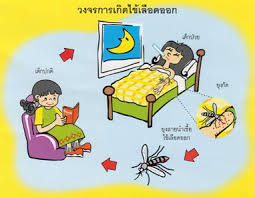 วงจรการเกิดไข้เลือดออก
เด็กป่วย
เด็กปกติ
ยุงกัด
ยุงลายนำเชื้อ
ไข้เลือดออก